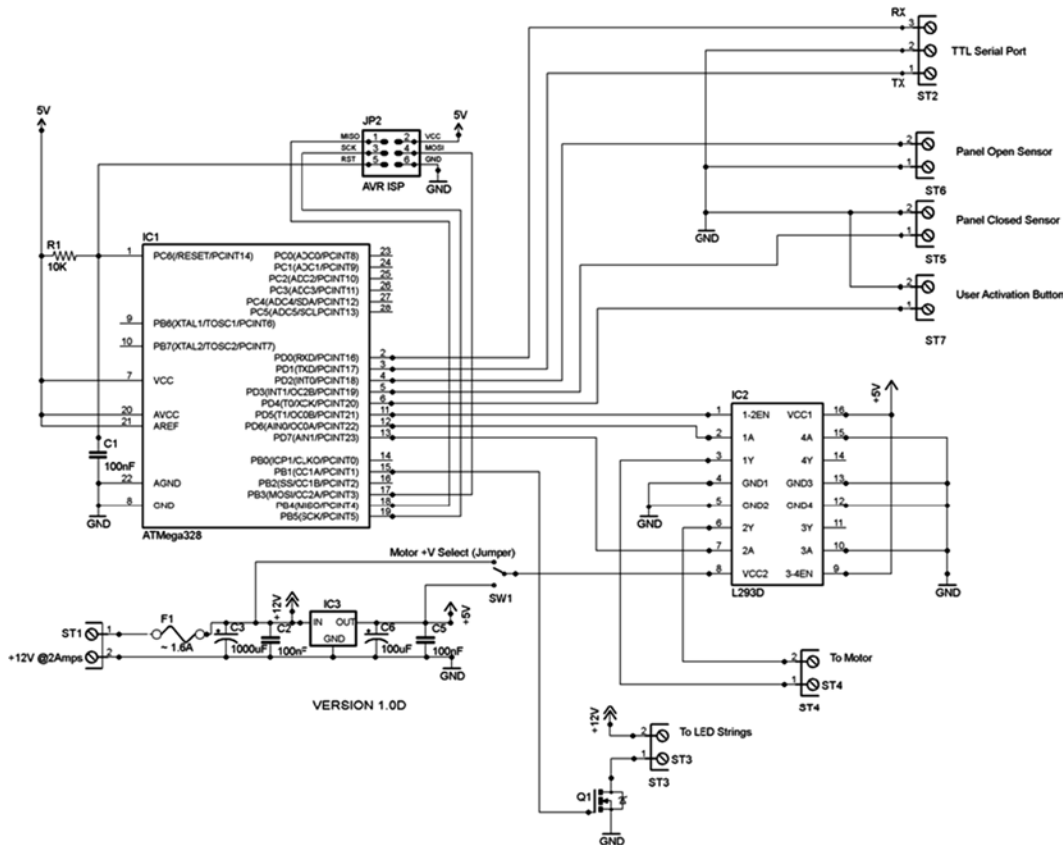 RX
3
2
TTL Serial Port
1
TX
ST2
5V
JP2
5V
MISO 1 2 VCC
SCK 3 4 MOSI
RST 5 6 GND
AVR ISP
GND
2
Panel Open Sensor
1
ST6
2
Panel Closed Sensor
1
ST5
GND
2
User Activation Button
1
ST7
R1
10K
IC1
1 PC6(/RESET/PCINT14)
PC0(ADC0/PCINT8) 23
PC1(ADC1/PCINT9) 24
PC2(ADC2/PCINT10) 25
PC3(ADC3/PCINT11) 26
PC4(ADC4/SDA/PCINT12) 27
PC5(ADC5/SCLPCINT13) 28
9 PB6(XTAL1/TOSC1/PCINT6)
10 PB7(XTAL2/TOSC2/PCINT7)
PD0(RXD/PCINT16) 2
PD1(TXD/PCINT17) 3
7 VCC
PD2(INT0/PCINT18) 4
PD3(INT1/OC2B/PCINT19) 5
PD4(T0/XCK/PCINT20) 6
20 AVCC
PD5(T1/OC0B/PCINT21) 11
21 AREF
PD6(AIN0/OC0A/PCINT22) 12
PD7(AIN1/PCINT23) 13
C1
100nF
PB0(ICP1/CLKO/PCINT0) 14
PB1(CC1A/PCINT1) 15
22 AGND
PB2(SS/CC1B/PCINT2) 16
PB3(MOSI/CC2A/PCINT3) 17
8 GND
PB4(MISO/PCINT4) 18
PB5(SCK/PCINT5) 19
GND
ATMega328
IC2
+5V
1 1-2EN VCC1 16
2 1A 4A 15
3 1Y 4Y 14
4 GND1 GND3 13
5 GND2 GND4 12
6 2Y 3Y 11
7 2A 3A 10
8 VCC2 3-4EN 9
GND
L293D
GND
Motor +V Select (Jumper)
SW1
ST1 1
+12V @2Amps 2
F1
~ 1.6A
C3
1000uF
+12V
C2
100nF
IC3
IN OUT
GND
C6
100uF
C5
100nF
+5V
GND
VERSION 1.0D
2
To Motor
1
ST4
ST4
+12V
2
To LED Strings
1
ST3
ST3
Q1
GND